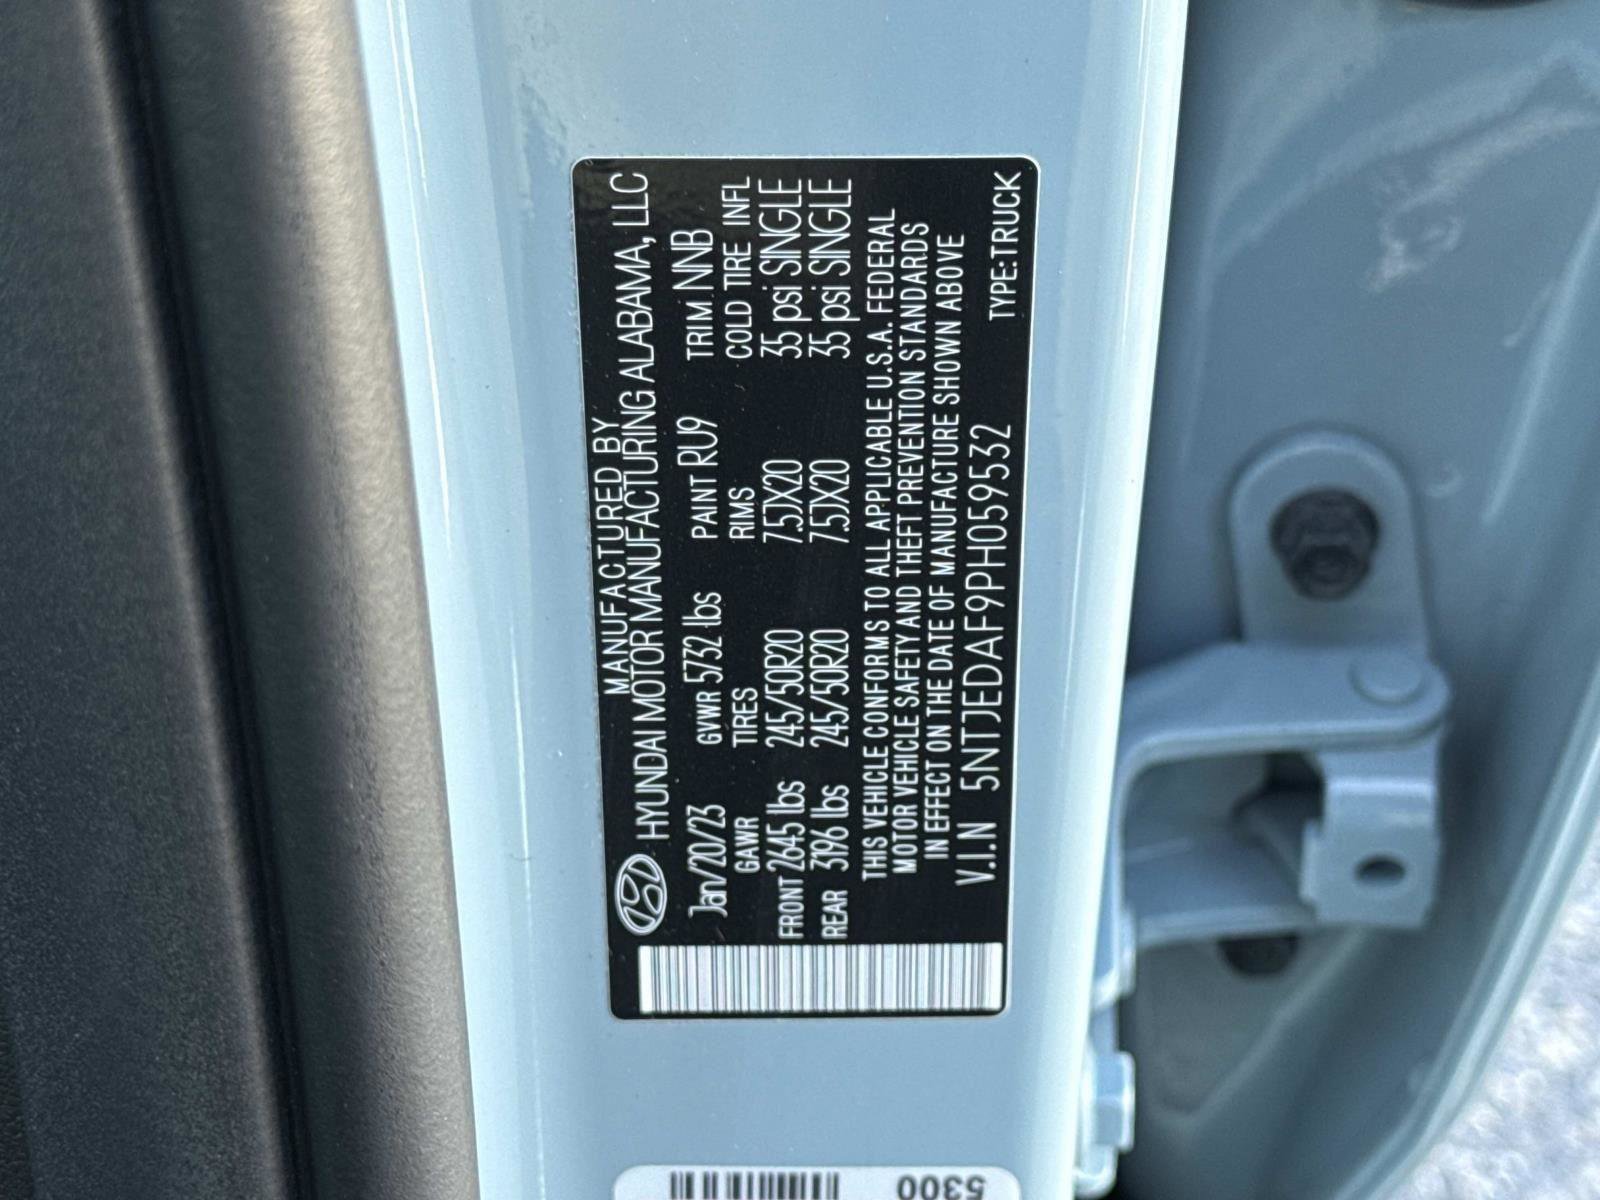 MANUFACTURED BY
HYUNDAI MOTOR MANUFACTURING ALABAMA, LLC
Jan/20/23 GVWR 5732 lbs PAINT RU9 TRIM NNB
GAWR TIRES RIMS COLD TIRE INFL
FRONT 2645 lbs 245/50R20 7.5JX20 35 psi SINGLE
REAR 3196 lbs 245/50R20 7.5JX20 35 psi SINGLE
THIS VEHICLE CONFORMS TO ALL APPLICABLE U.S.A. FEDERAL
MOTOR VEHICLE SAFETY AND THEFT PREVENTION STANDARDS
IN EFFECT ON THE DATE OF MANUFACTURE SHOWN ABOVE
V.I.N 5NTJEDAF9PH059532
TYPE:TRUCK
5300